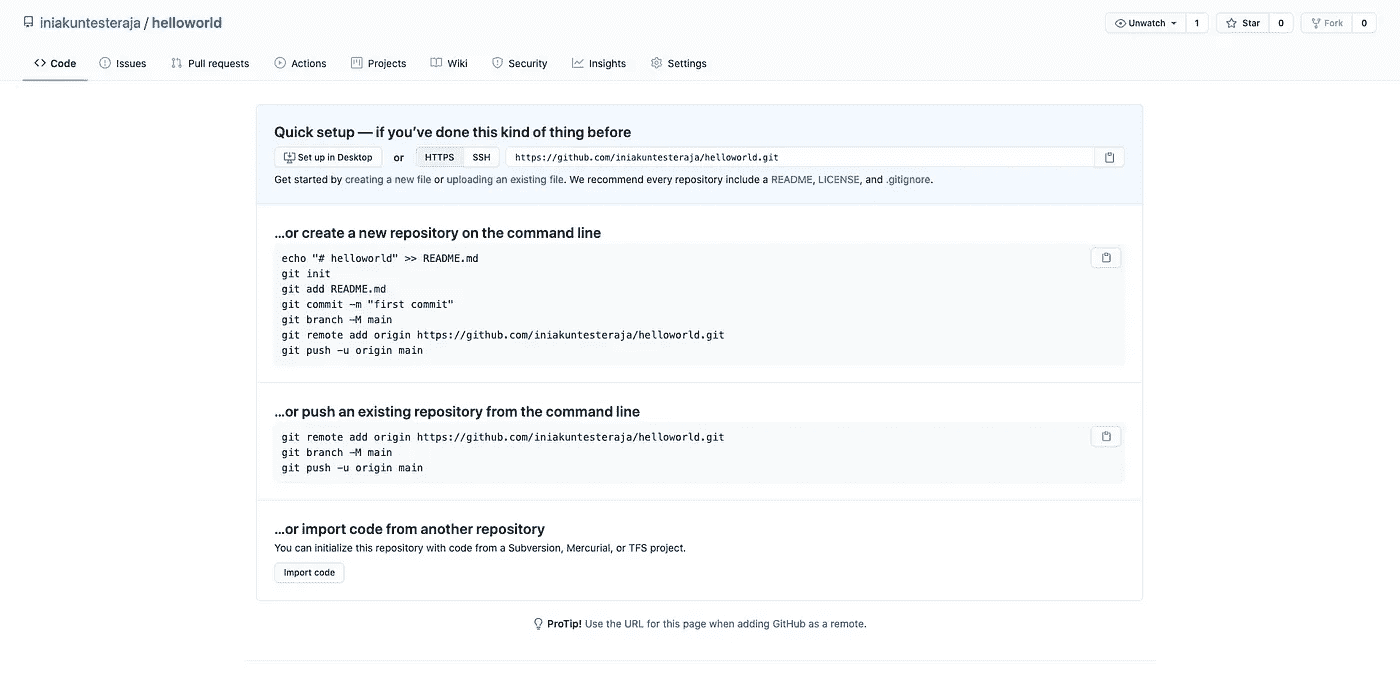 iniakuntesteraja / helloworld
Unwatch 1 Star 0 Fork 0
Code Issues Pull requests Actions Projects Wiki Security Insights Settings
Quick setup — if you’ve done this kind of thing before
Set up in Desktop or HTTPS SSH https://github.com/iniakuntesteraja/helloworld.git
Get started by creating a new file or uploading an existing file. We recommend every repository include a README, LICENSE, and .gitignore.
…or create a new repository on the command line
echo "# helloworld" >> README.md
git init
git add README.md
git commit -m "first commit"
git branch -M main
git remote add origin https://github.com/iniakuntesteraja/helloworld.git
git push -u origin main
…or push an existing repository from the command line
git remote add origin https://github.com/iniakuntesteraja/helloworld.git
git branch -M main
git push -u origin main
…or import code from another repository
You can initialize this repository with code from a Subversion, Mercurial, or TFS project.
Import code
ProTip! Use the URL for this page when adding GitHub as a remote.